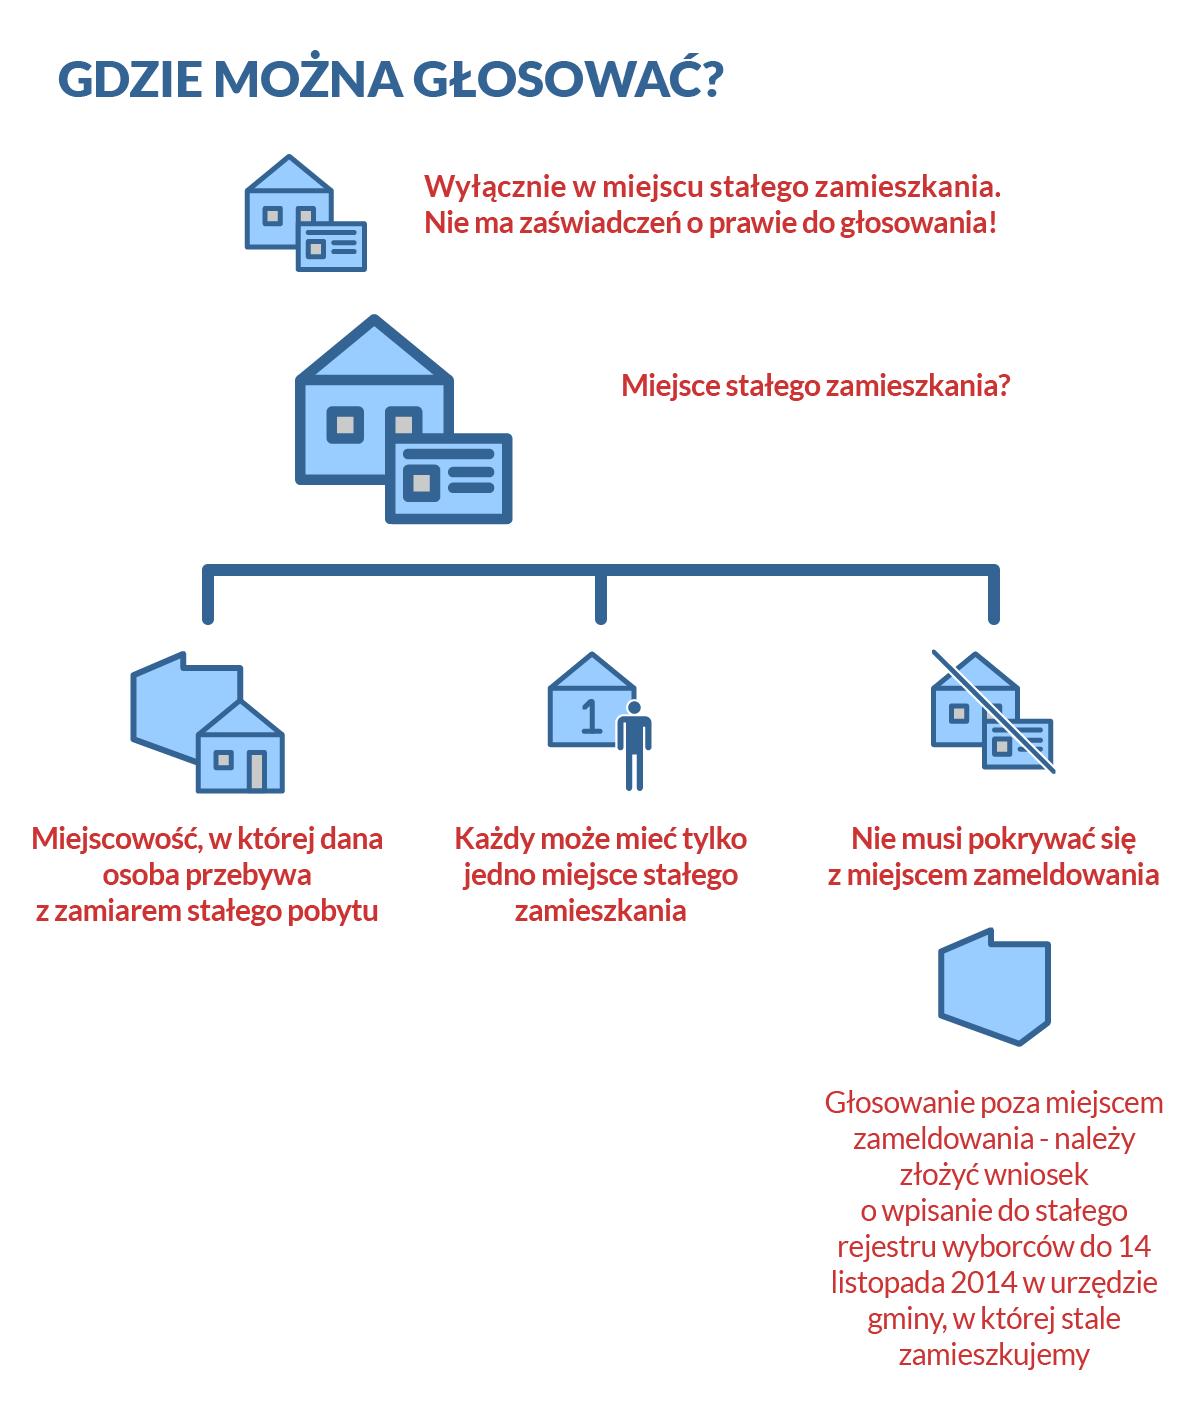 GDZIE MOŻNA GŁOSOWAĆ?
Wyłącznie w miejscu stałego zamieszkania.
Nie ma zaświadczeń o prawie do głosowania!
Miejsce stałego zamieszkania?
1
Miejscowość, w której dana
osoba przebywa
z zamiarem stałego pobytu
Każdy może mieć tylko
jedno miejsce stałego
zamieszkania
Nie musi pokrywać się
z miejscem zameldowania
Głosowanie poza miejscem
zameldowania - należy
złożyć wniosek
o wpisanie do stałego
rejestru wyborców do 14
listopada 2014 w urzędzie
gminy, w której stale
zamieszkujemy